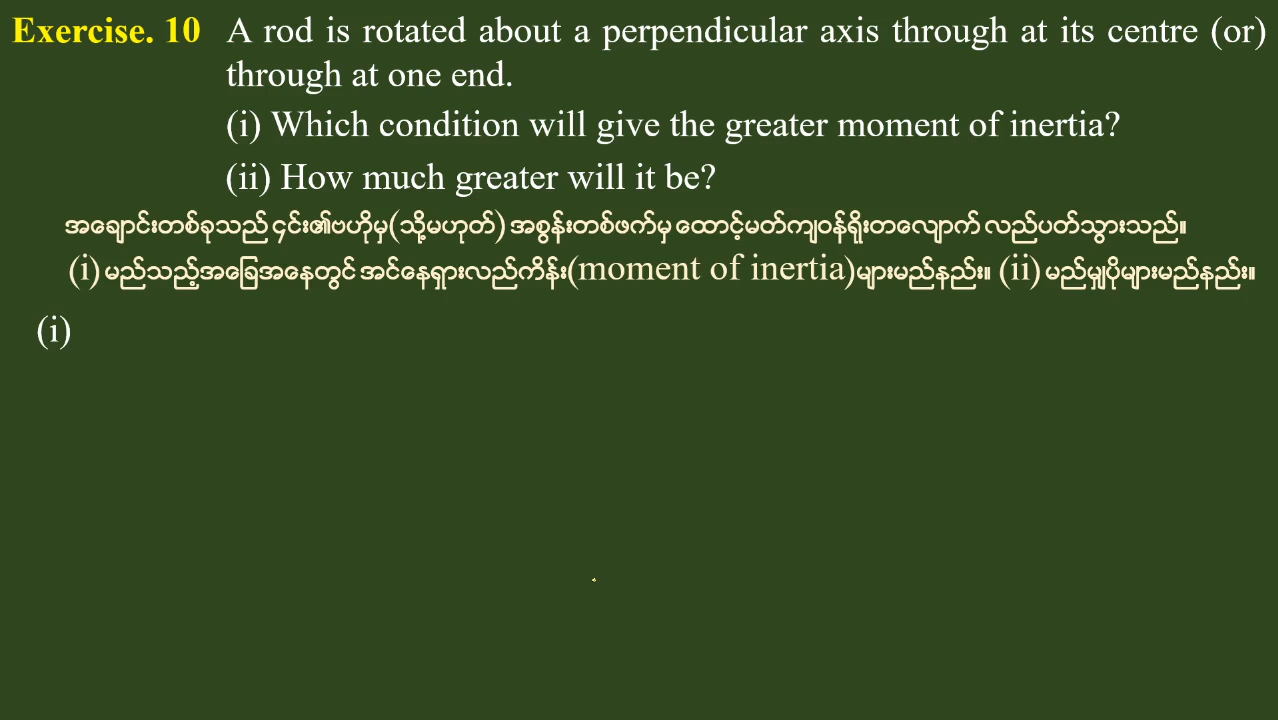 Exercise. 10 A rod is rotated about a perpendicular axis through at its centre (or)
through at one end.
(i) Which condition will give the greater moment of inertia?
(ii) How much greater will it be?
အချောင်းတစ်ခုသည် ၄င်း၏ဗဟိုမှ(သို့မဟုတ်) အစွန်းတစ်ဖက်မှ ထောင့်မတ်ကျဝန်ရိုးတလျောက် လည်ပတ်သွားသည်။
(i) မည်သည့်အခြေအနေတွင် အင်နေရှားလည်ကိန်း(moment of inertia)များမည်နည်း။ (ii) မည်မျှပိုများမည်နည်း။
(i)